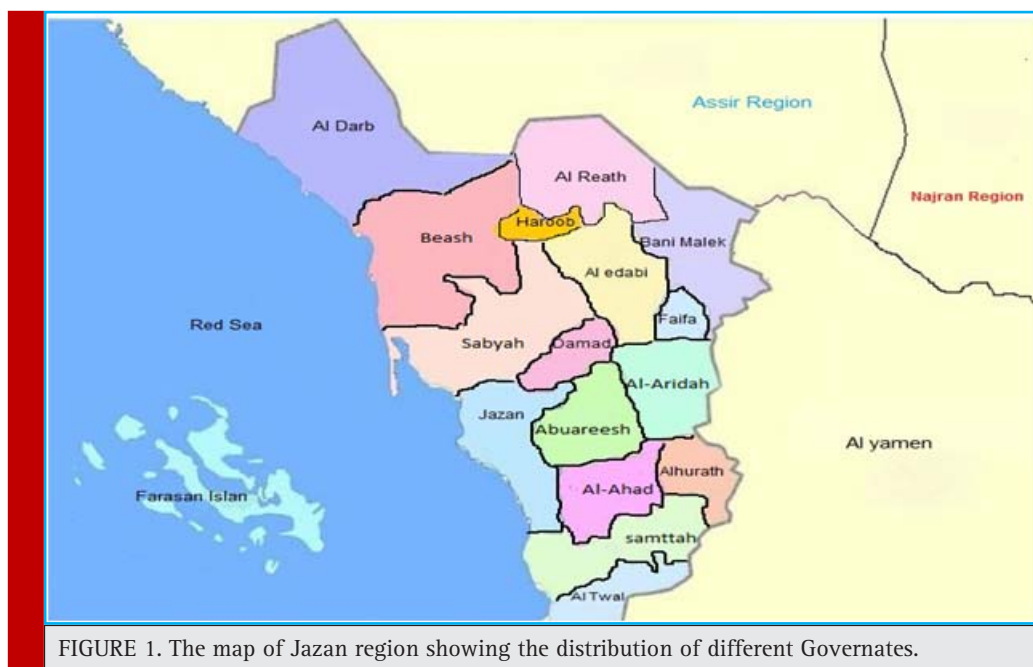 Assir Region
Al Darb
Al Reath
Najran Region
Haroob
Beash
Bani Malek
Al edabi
Red Sea
Faifa
Sabyah
Damad
Al-Aridah
Jazan
Abuareesh
Al yamen
Alhurath
Farasan Islan
Al-Ahad
samttah
Al Twal
FIGURE 1. The map of Jazan region showing the distribution of different Governates.